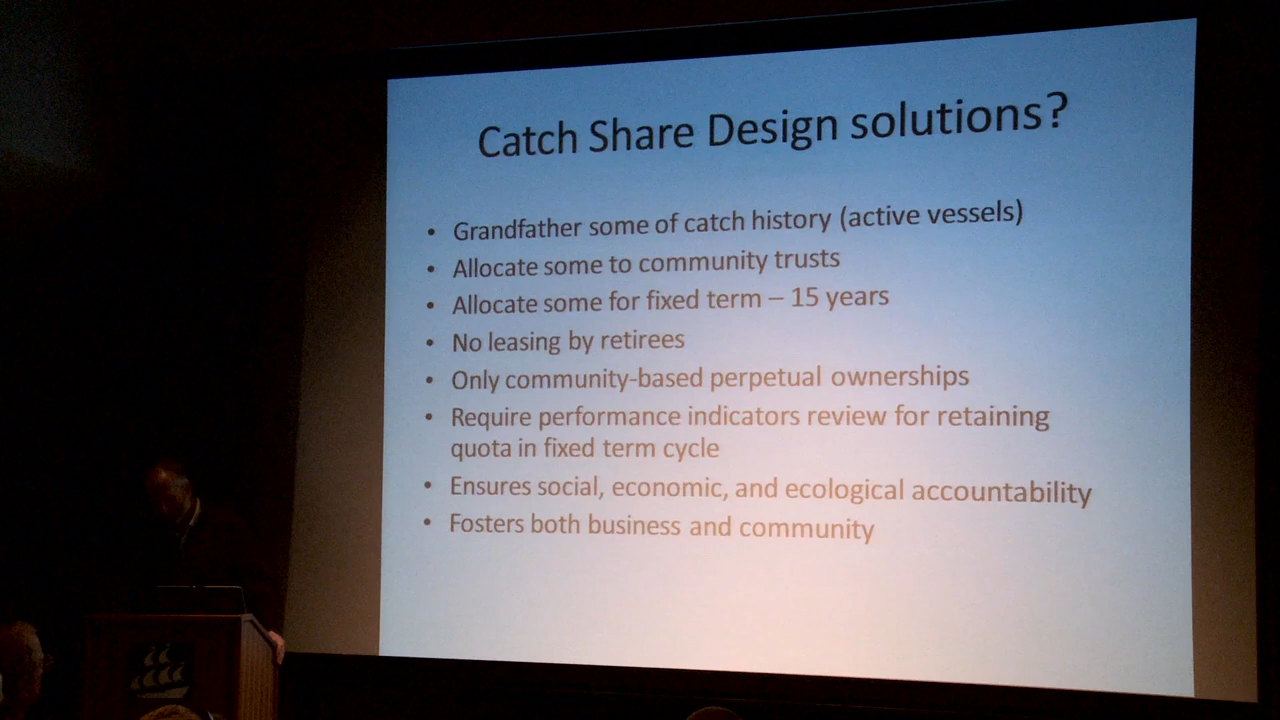 Catch Share Design solutions?
• Grandfather some of catch history (active vessels)
• Allocate some to community trusts
• Allocate some for fixed term – 15 years
• No leasing by retirees
• Only community-based perpetual ownerships
• Require performance indicators review for retaining
quota in fixed term cycle
• Ensures social, economic, and ecological accountability
• Fosters both business and community